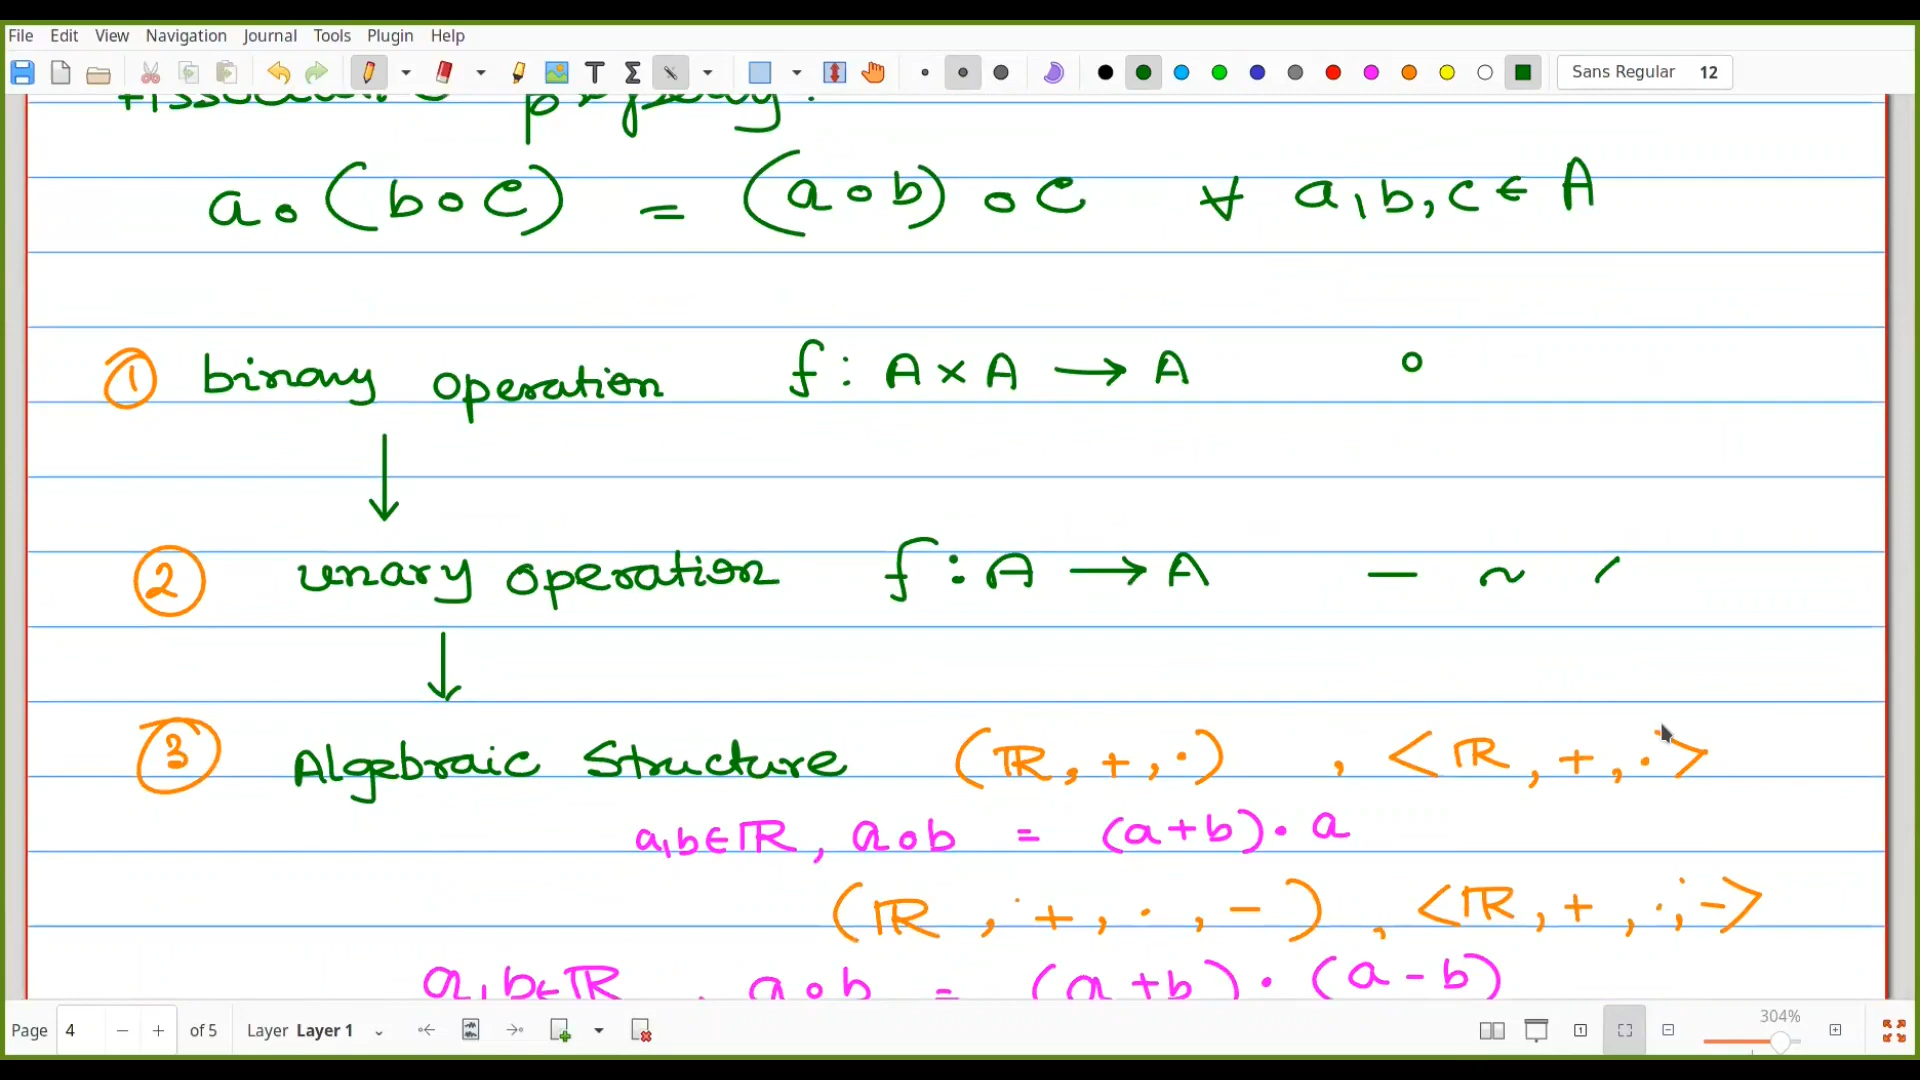 File Edit View Navigation Journal Tools Plugin Help
Sans Regular 12
property:
a∘(b∘c) = (a∘b)∘c ∀ a,b,c ∈ A
① binary operation f: A×A → A ∘
↓
② unary operation f: A → A − ~ ′
↓
③ Algebraic Structure (ℝ, +, ·) , <ℝ, +, ·>
a,b∈ℝ, a∘b = (a+b)·a
(ℝ, +, ·, −) , <ℝ, +, ·, −>
a,b∈ℝ, a∘b = (a+b)·(a−b)
Page 4 of 5 Layer Layer 1 304%